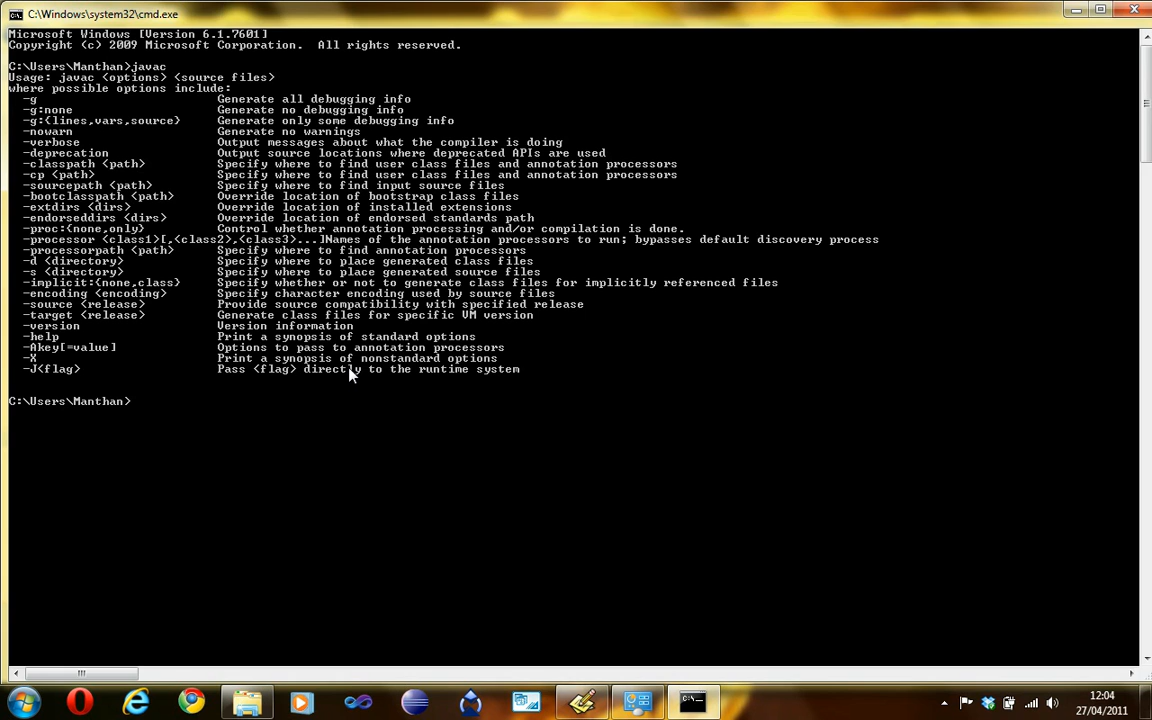 C:\Windows\system32\cmd.exe
Microsoft Windows [Version 6.1.7601]
Copyright (c) 2009 Microsoft Corporation.  All rights reserved.
C:\Users\Manthan>javac
Usage: javac <options> <source files>
where possible options include:
  -g                         Generate all debugging info
  -g:none                    Generate no debugging info
  -g:{lines,vars,source}     Generate only some debugging info
  -nowarn                    Generate no warnings
  -verbose                   Output messages about what the compiler is doing
  -deprecation               Output source locations where deprecated APIs are used
  -classpath <path>          Specify where to find user class files and annotation processors
  -cp <path>                 Specify where to find user class files and annotation processors
  -sourcepath <path>         Specify where to find input source files
  -bootclasspath <path>      Override location of bootstrap class files
  -extdirs <dirs>            Override location of installed extensions
  -endorseddirs <dirs>       Override location of endorsed standards path
  -proc:{none,only}          Control whether annotation processing and/or compilation is done.
  -processor <class1>[,<class2>,<class3>...]Names of the annotation processors to run; bypasses default discovery process
  -processorpath <path>      Specify where to find annotation processors
  -d <directory>             Specify where to place generated class files
  -s <directory>             Specify where to place generated source files
  -implicit:{none,class}     Specify whether or not to generate class files for implicitly referenced files
  -encoding <encoding>       Specify character encoding used by source files
  -source <release>          Provide source compatibility with specified release
  -target <release>          Generate class files for specific VM version
  -version                   Version information
  -help                      Print a synopsis of standard options
  -Akey[=value]              Options to pass to annotation processors
  -X                         Print a synopsis of nonstandard options
  -J<flag>                   Pass <flag> directly to the runtime system
C:\Users\Manthan>
12:04
27/04/2011